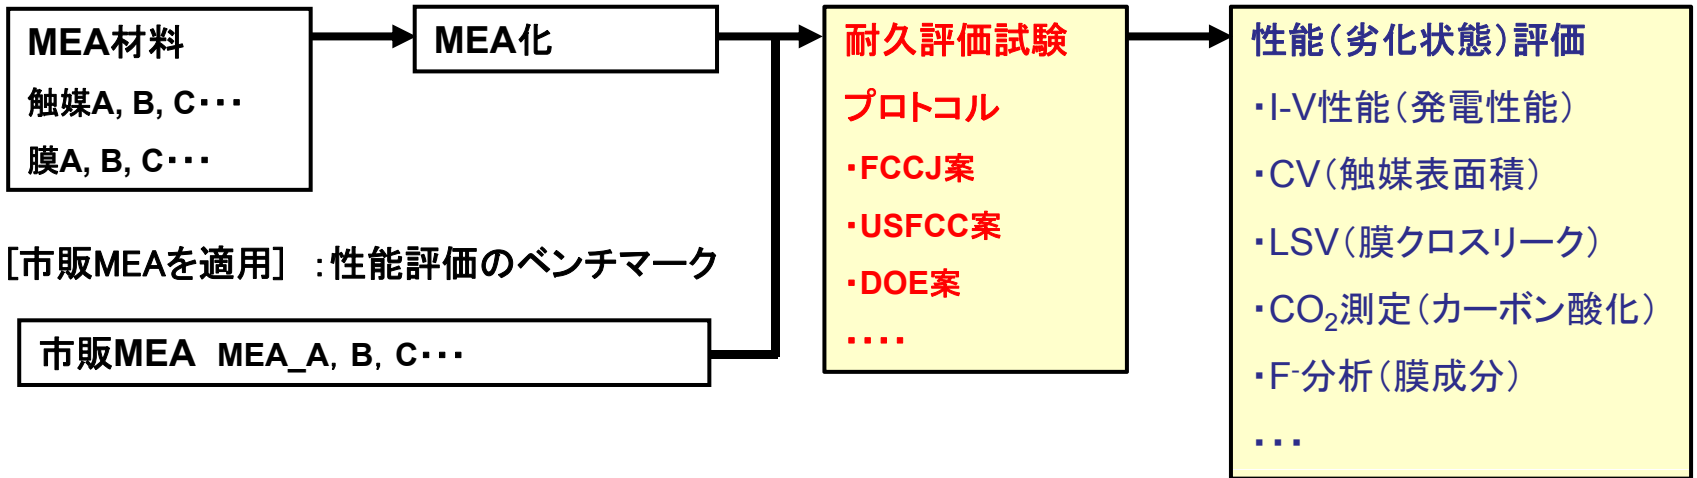 MEA材料
触媒A, B, C・・・
膜A, B, C・・・
MEA化
[市販MEAを適用] ：性能評価のベンチマーク
市販MEA MEA_A, B, C・・・
耐久評価試験
プロトコル
・FCCJ案
・USFCC案
・DOE案
・・・・
性能（劣化状態）評価
・I-V性能（発電性能）
・CV（触媒表面積）
・LSV（膜クロスリーク）
・CO₂測定（カーボン酸化）
・F⁻分析（膜成分）
・・・